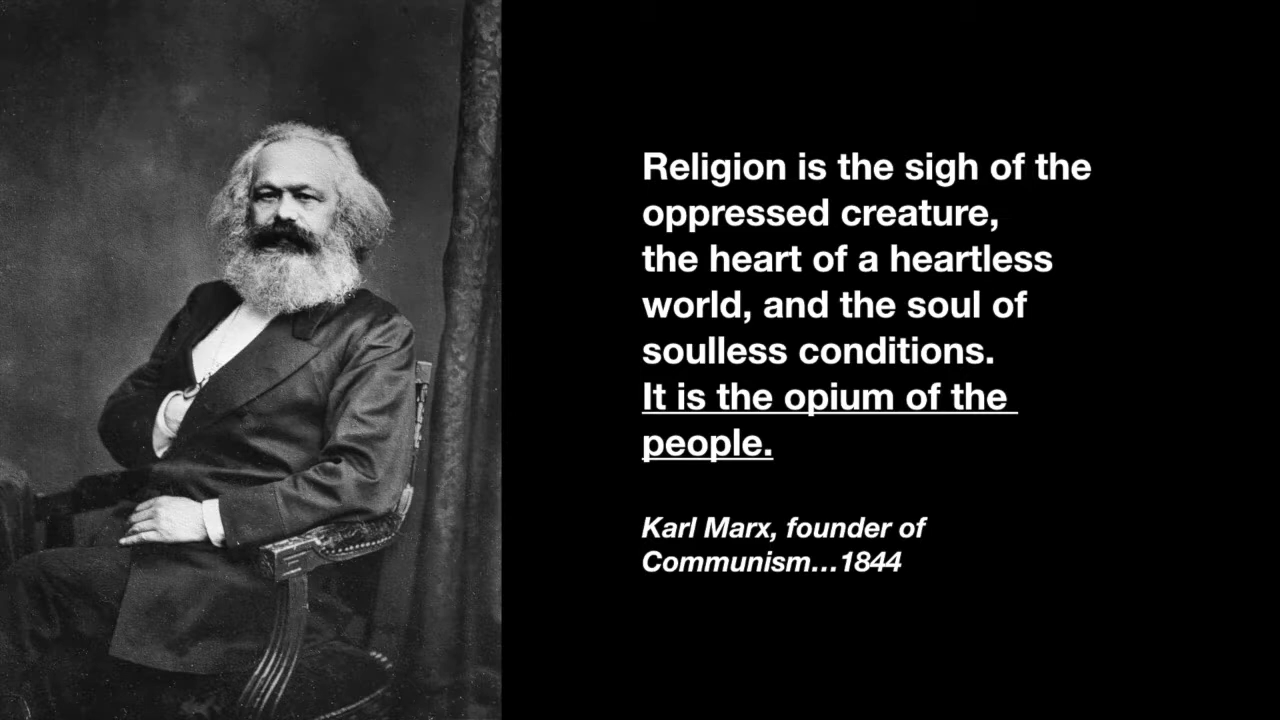 Religion is the sigh of the
oppressed creature,
the heart of a heartless
world, and the soul of
soulless conditions.
It is the opium of the
people.
Karl Marx, founder of
Communism...1844